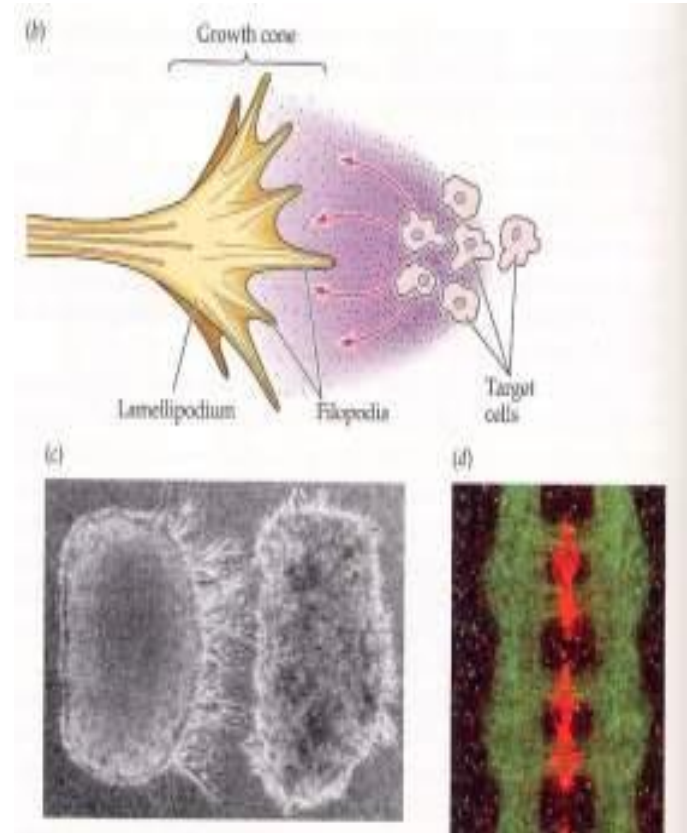 (b)
Growth cone
Lamellipodium
Filopodia
Target
cells
(c)
(d)